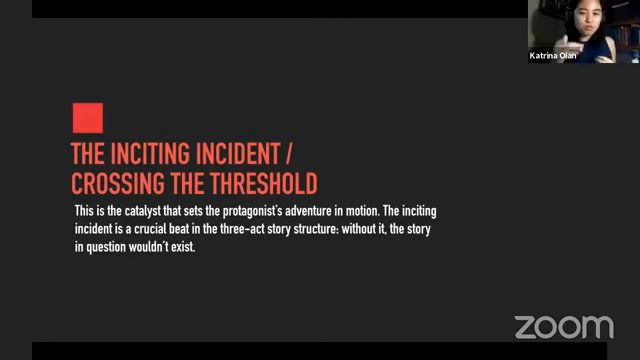 Katrina Olan
THE INCITING INCIDENT /
CROSSING THE THRESHOLD
This is the catalyst that sets the protagonist's adventure in motion. The inciting
incident is a crucial beat in the three-act story structure: without it, the story
in question wouldn't exist.
zoom